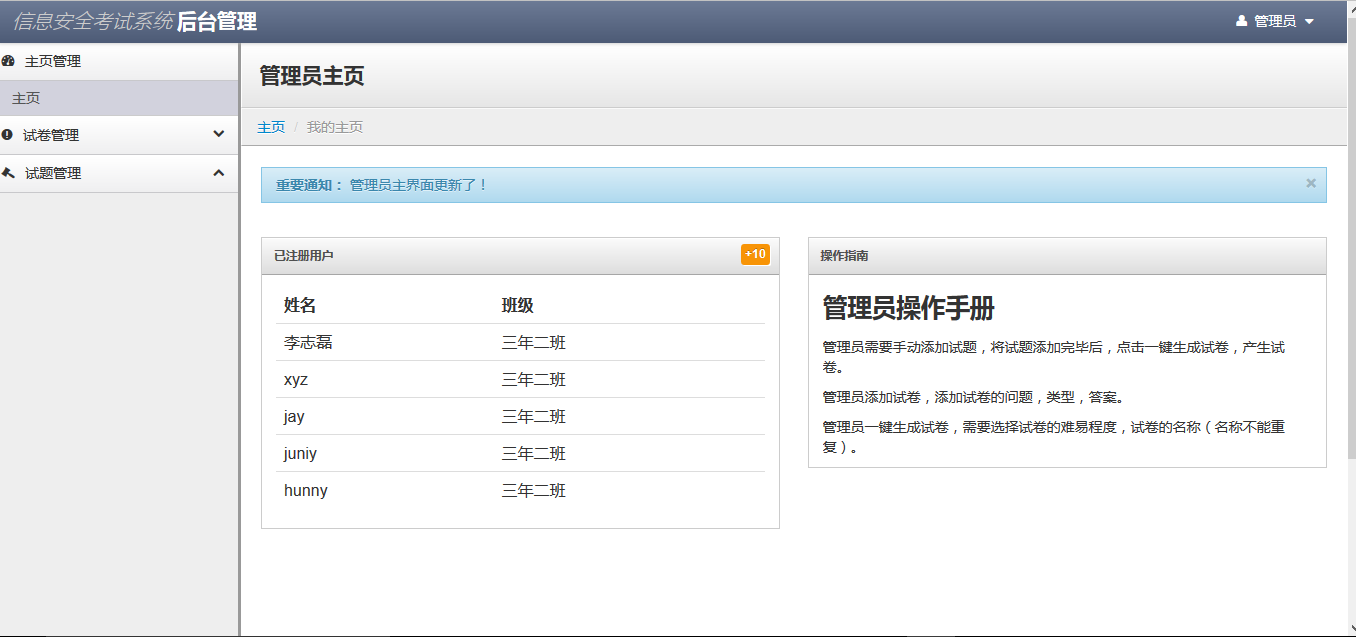 信息安全考试系统 后台管理
管理员
主页管理
主页
试卷管理
试题管理
管理员主页
主页 / 我的主页
重要通知： 管理员主界面更新了！ ×
已注册用户 +10
姓名 班级
李志磊 三年二班
xyz 三年二班
jay 三年二班
juniy 三年二班
hunny 三年二班
操作指南
管理员操作手册
管理员需要手动添加试题，将试题添加完毕后，点击一键生成试卷，产生试
卷。
管理员添加试卷，添加试卷的问题，类型，答案。
管理员一键生成试卷，需要选择试卷的难易程度，试卷的名称（名称不能重
复）。